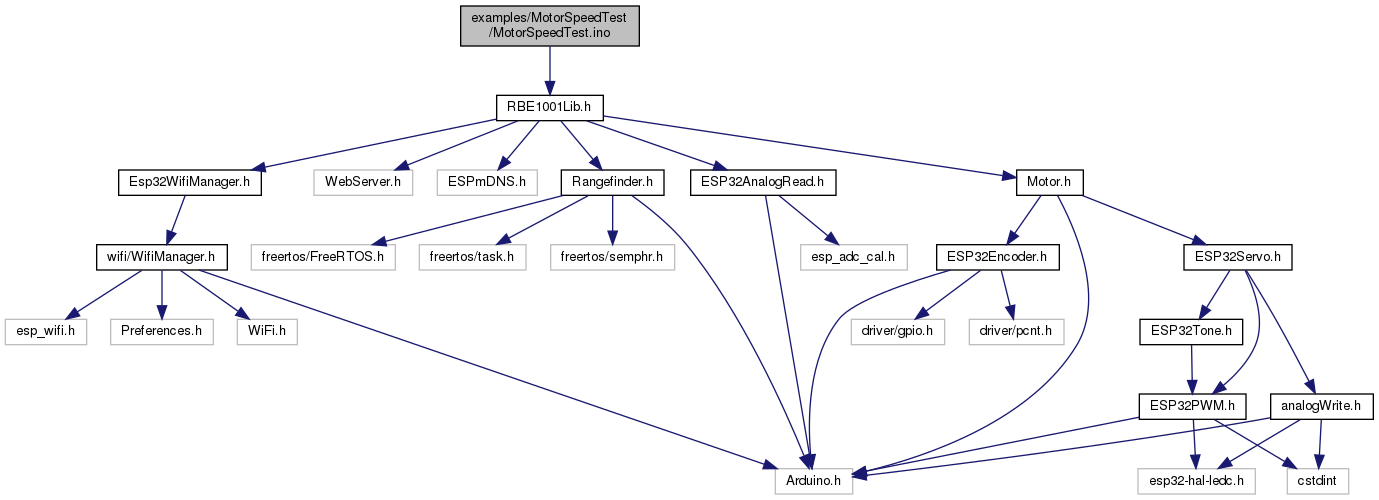 examples/MotorSpeedTest
/MotorSpeedTest.ino
RBE1001Lib.h
Esp32WifiManager.h
WebServer.h
ESPmDNS.h
Rangefinder.h
ESP32AnalogRead.h
Motor.h
wifi/WifiManager.h
freertos/FreeRTOS.h
freertos/task.h
freertos/semphr.h
esp_adc_cal.h
ESP32Encoder.h
ESP32Servo.h
esp_wifi.h
Preferences.h
WiFi.h
driver/gpio.h
driver/pcnt.h
ESP32Tone.h
ESP32PWM.h
analogWrite.h
Arduino.h
esp32-hal-ledc.h
cstdint